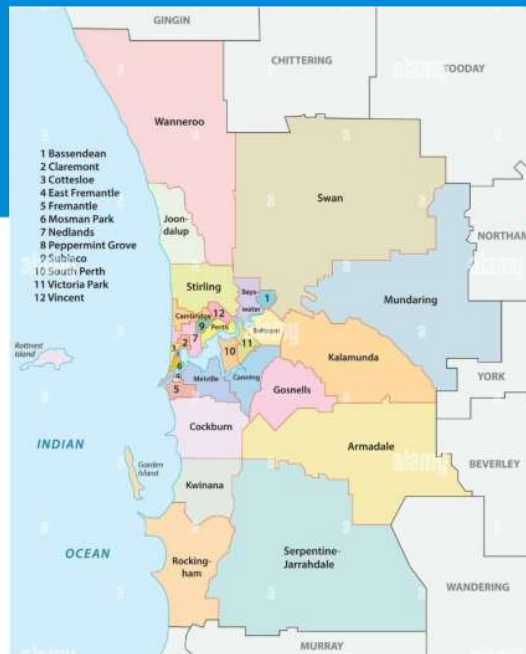 GINGIN
CHITTERING
TOODAY
Wanneroo
1 Bassendean
2 Claremont
3 Cottesloe
4 East Fremantle
5 Fremantle
6 Mosman Park
7 Nedlands
8 Peppermint Grove
9 Subiaco
10 South Perth
11 Victoria Park
12 Vincent
Swan
Joon-
dalup
NORTHAM
Stirling
Bays-
water
1
Mundaring
Cambridge
12
9
Perth
Belmont
2
7
10
11
Kalamunda
Rottnest
Island
YORK
6
4
5
Melville
Canning
Gosnells
Cockburn
Armadale
INDIAN
BEVERLEY
Garden
Island
Kwinana
OCEAN
Rocking-
ham
Serpentine-
Jarrahdale
WANDERING
MURRAY
alamy
a